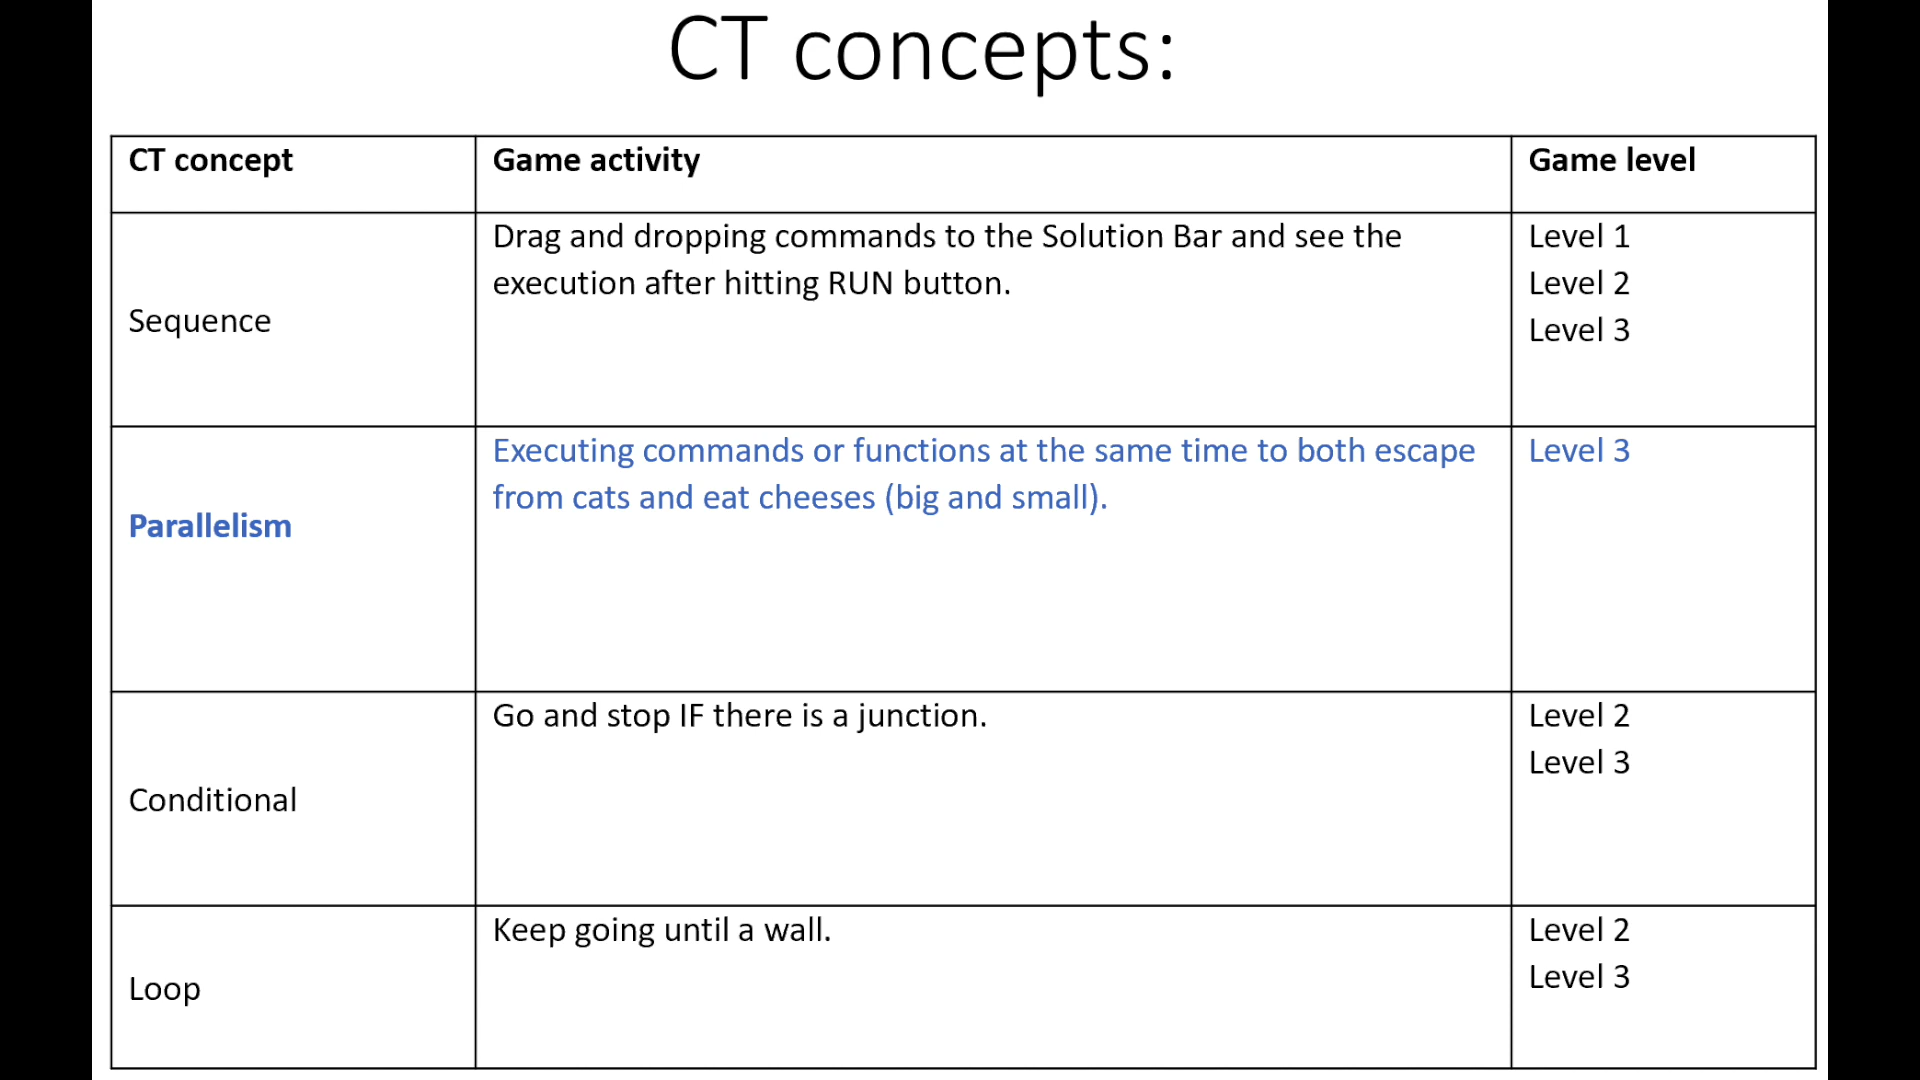 CT concepts:
CT concept
Game activity
Game level
Sequence
Drag and dropping commands to the Solution Bar and see the
execution after hitting RUN button.
Level 1
Level 2
Level 3
Parallelism
Executing commands or functions at the same time to both escape
from cats and eat cheeses (big and small).
Level 3
Conditional
Go and stop IF there is a junction.
Level 2
Level 3
Loop
Keep going until a wall.
Level 2
Level 3